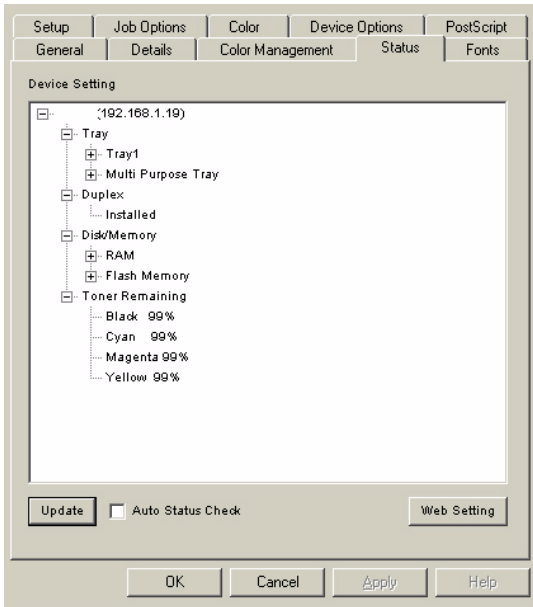 Setup Job Options Color Device Options PostScript
General Details Color Management Status Fonts
Device Setting
(192.168.1.19)
Tray
Tray1
Multi Purpose Tray
Duplex
Installed
Disk/Memory
RAM
Flash Memory
Toner Remaining
Black 99%
Cyan 99%
Magenta 99%
Yellow 99%
Update Auto Status Check Web Setting
OK Cancel Apply Help